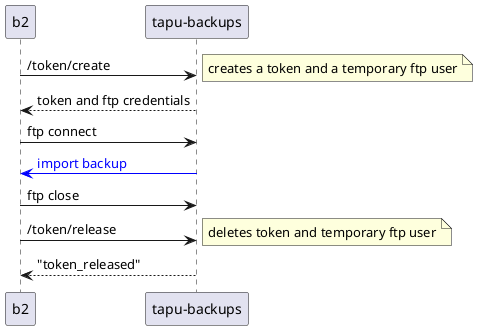 b2
tapu-backups
/token/create
creates a token and a temporary ftp user
token and ftp credentials
ftp connect
import backup
ftp close
/token/release
deletes token and temporary ftp user
"token_released"
b2
tapu-backups